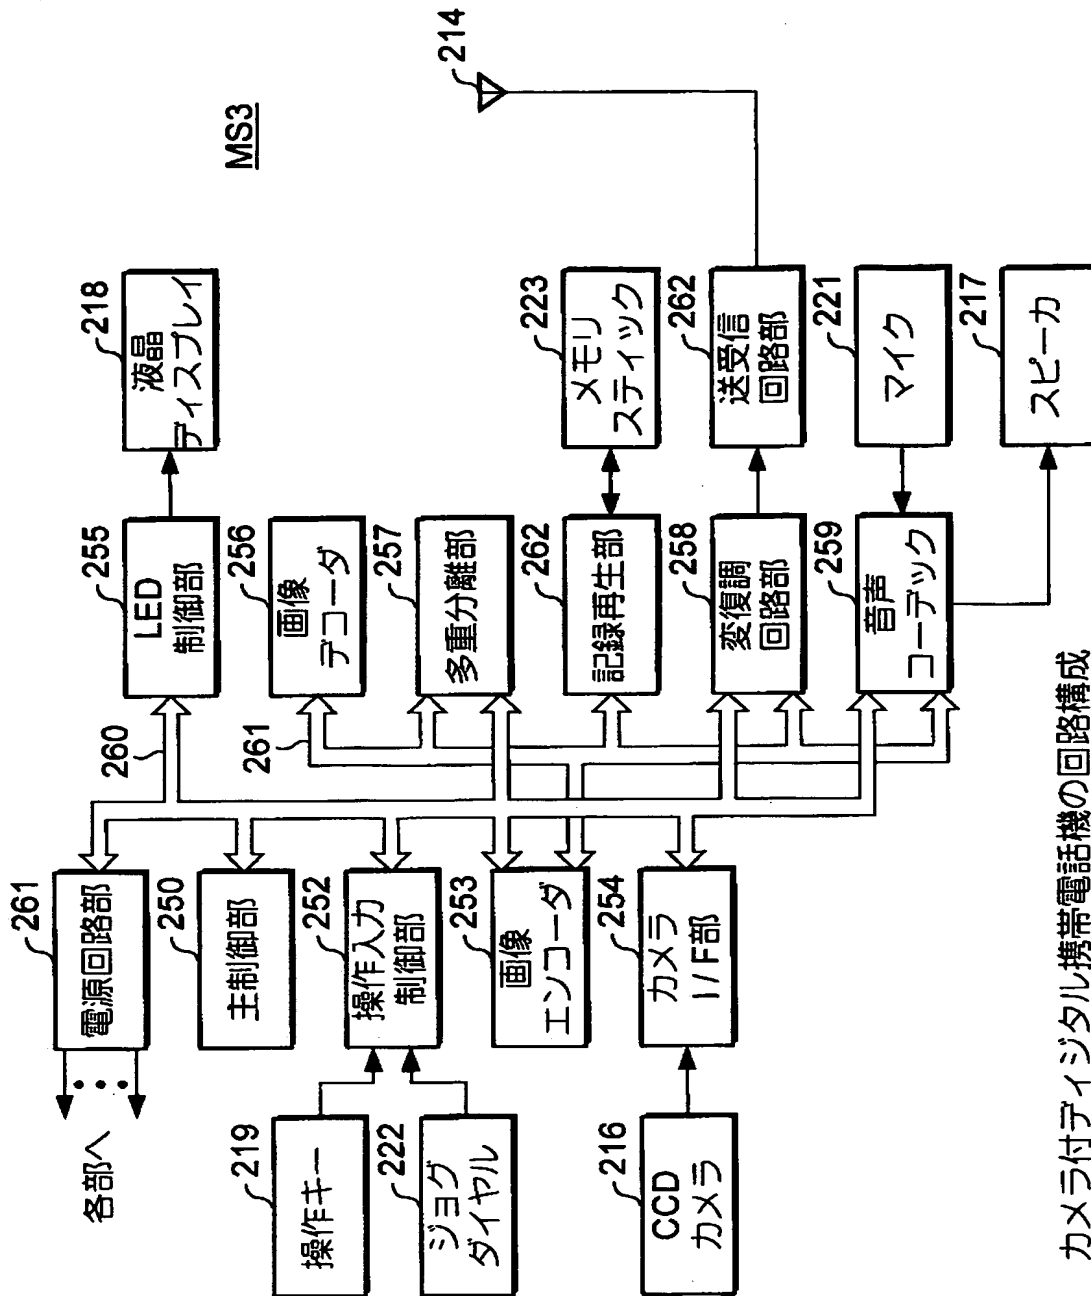 MS3
214
各部へ
261
電源回路部
260
255
LED
制御部
218
液晶
ディスプレイ
250
主制御部
261
256
画像
デコーダ
219
操作キー
222
ジョグ
ダイヤル
252
操作入力
制御部
257
多重分離部
253
画像
エンコーダ
262
記録再生部
223
メモリ
スティック
216
CCD
カメラ
254
カメラ
I/F部
258
変復調
回路部
262
送受信
回路部
259
音声
コーデック
221
マイク
217
スピーカ
カメラ付ディジタル携帯電話機の回路構成